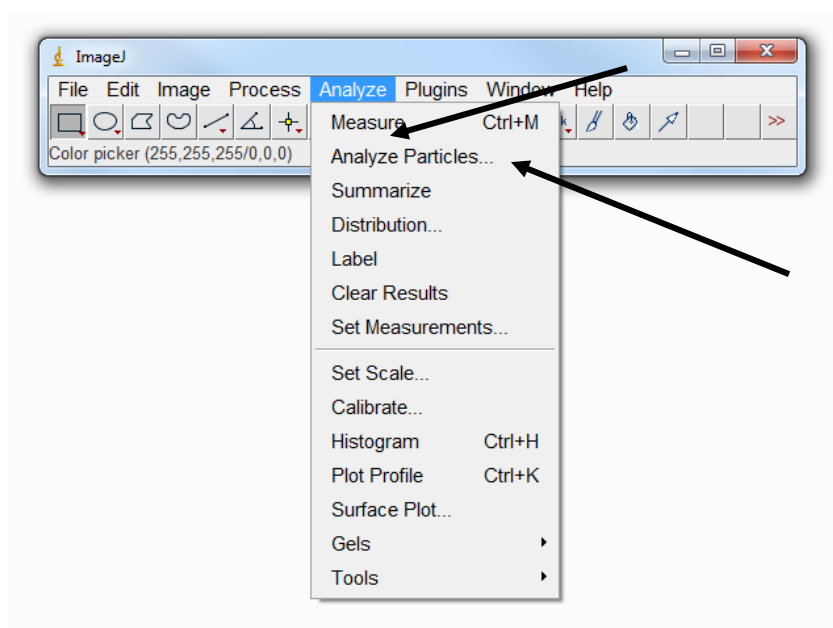 ImageJ
File Edit Image Process Analyze Plugins Window Help
Color picker (255,255,255/0,0,0)
Measure Ctrl+M
Analyze Particles...
Summarize
Distribution...
Label
Clear Results
Set Measurements...
Set Scale...
Calibrate...
Histogram Ctrl+H
Plot Profile Ctrl+K
Surface Plot...
Gels
Tools